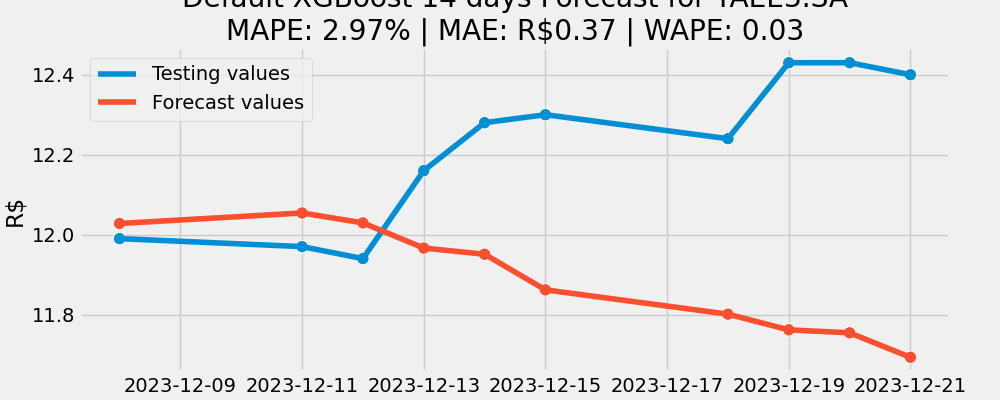 Default XGBoost 14 days Forecast for
MAPE: 2.97% | MAE: R$0.37 | WAPE: 0.03
Testing values
Forecast values
R$
12.4
12.2
12.0
11.8
2023-12-09 2023-12-11 2023-12-13 2023-12-15 2023-12-17 2023-12-19 2023-12-21